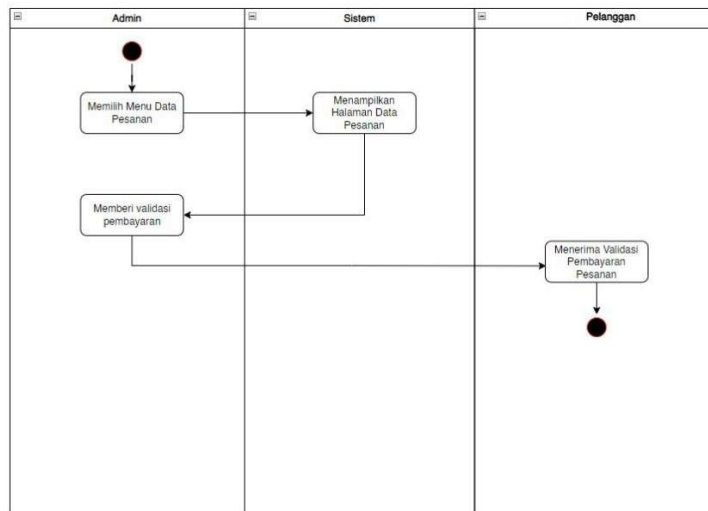 Admin
Sistem
Pelanggan
Memilih Menu Data
Pesanan
Menampilkan
Halaman Data
Pesanan
Memberi validasi
pembayaran
Menerima Validasi
Pembayaran
Pesanan